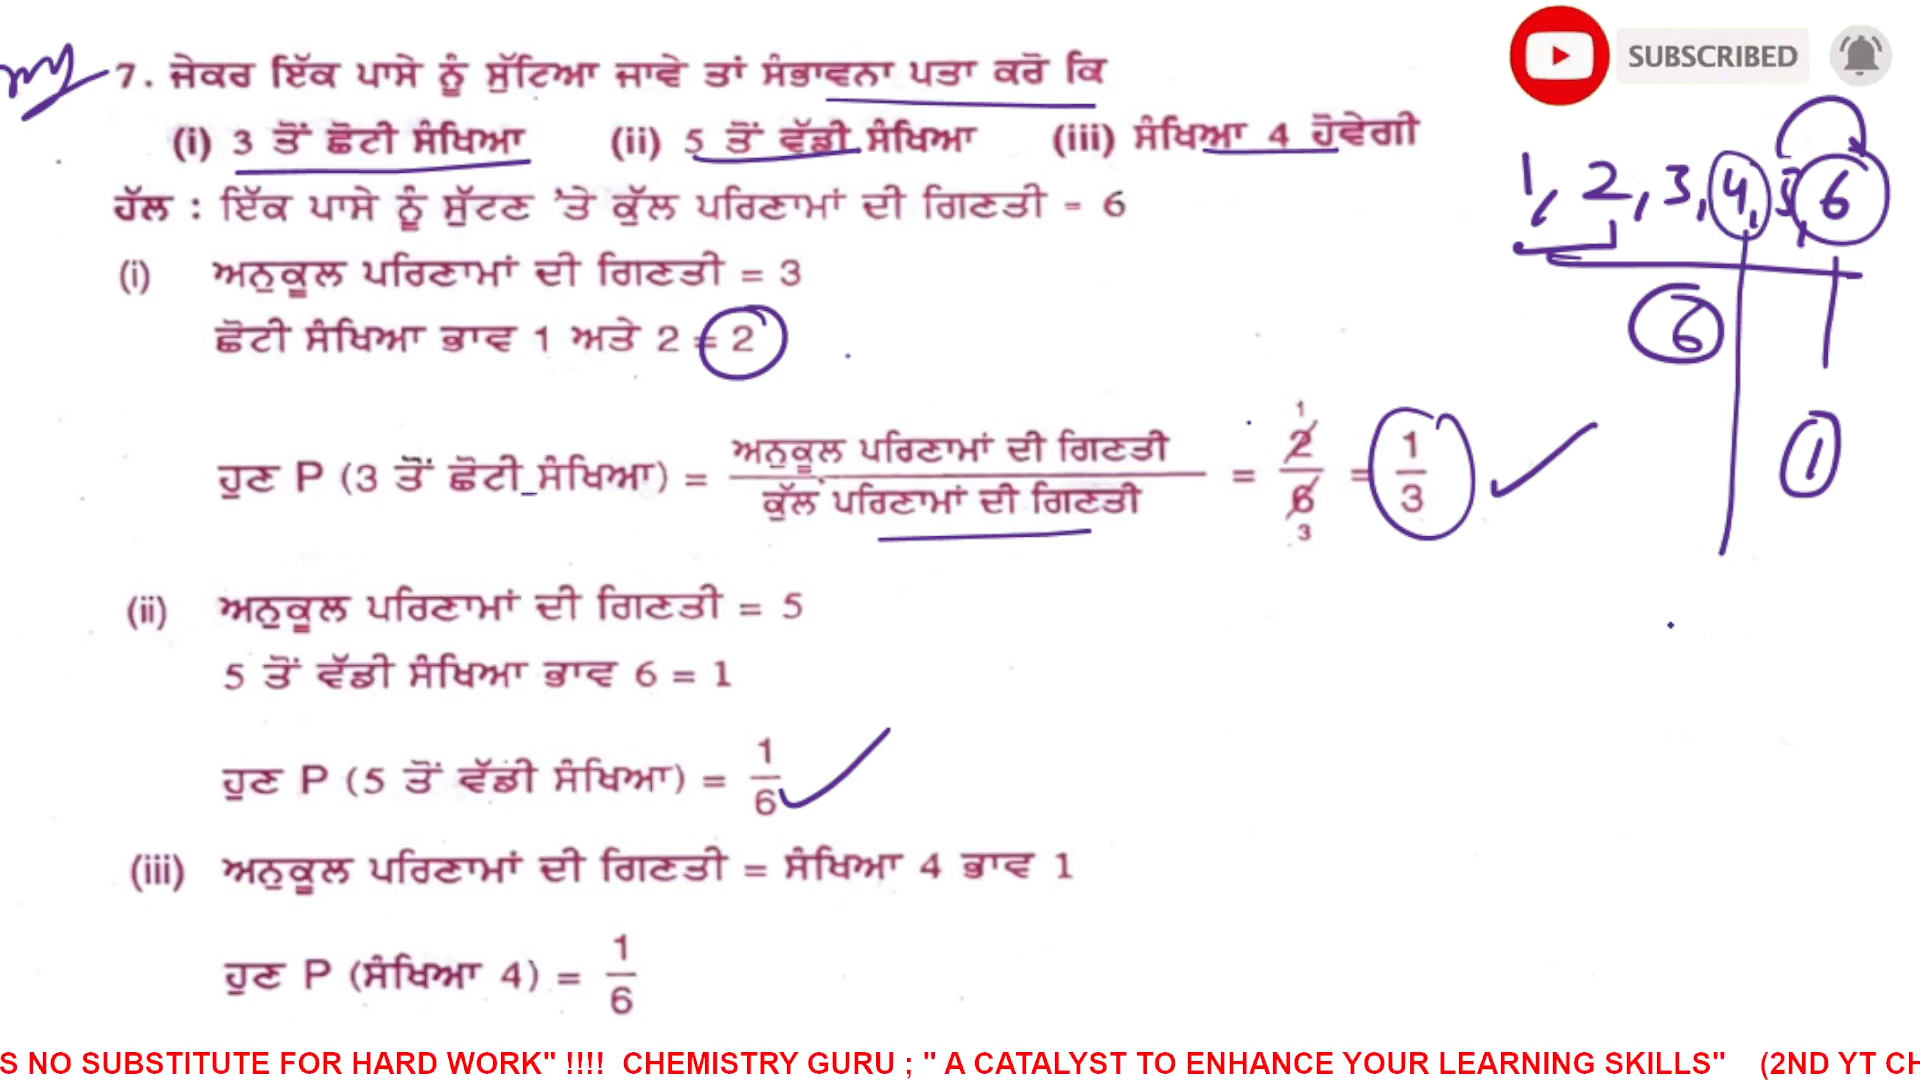 SUBSCRIBED
7. ਜੇਕਰ ਇੱਕ ਪਾਸੇ ਨੂੰ ਸੁੱਟਿਆ ਜਾਵੇ ਤਾਂ ਸੰਭਾਵਨਾ ਪਤਾ ਕਰੋ ਕਿ
(i) 3 ਤੋਂ ਛੋਟੀ ਸੰਖਿਆ (ii) 5 ਤੋਂ ਵੱਡੀ ਸੰਖਿਆ (iii) ਸੰਖਿਆ 4 ਹੋਵੇਗੀ
1, 2, 3, 4, 5, 6
ਹੱਲ : ਇੱਕ ਪਾਸੇ ਨੂੰ ਸੁੱਟਣ 'ਤੇ ਕੁੱਲ ਪਰਿਣਾਮਾਂ ਦੀ ਗਿਣਤੀ = 6
(i) ਅਨੁਕੂਲ ਪਰਿਣਾਮਾਂ ਦੀ ਗਿਣਤੀ = 3
ਛੋਟੀ ਸੰਖਿਆ ਭਾਵ 1 ਅਤੇ 2 = 2
6
1
ਹੁਣ P (3 ਤੋਂ ਛੋਟੀ ਸੰਖਿਆ) = ਅਨੁਕੂਲ ਪਰਿਣਾਮਾਂ ਦੀ ਗਿਣਤੀ / ਕੁੱਲ ਪਰਿਣਾਮਾਂ ਦੀ ਗਿਣਤੀ = 2/6 = 1/3
(ii) ਅਨੁਕੂਲ ਪਰਿਣਾਮਾਂ ਦੀ ਗਿਣਤੀ = 5
5 ਤੋਂ ਵੱਡੀ ਸੰਖਿਆ ਭਾਵ 6 = 1
ਹੁਣ P (5 ਤੋਂ ਵੱਡੀ ਸੰਖਿਆ) = 1/6
(iii) ਅਨੁਕੂਲ ਪਰਿਣਾਮਾਂ ਦੀ ਗਿਣਤੀ = ਸੰਖਿਆ 4 ਭਾਵ 1
ਹੁਣ P (ਸੰਖਿਆ 4) = 1/6
S NO SUBSTITUTE FOR HARD WORK" !!!! CHEMISTRY GURU ; " A CATALYST TO ENHANCE YOUR LEARNING SKILLS" (2ND YT CH